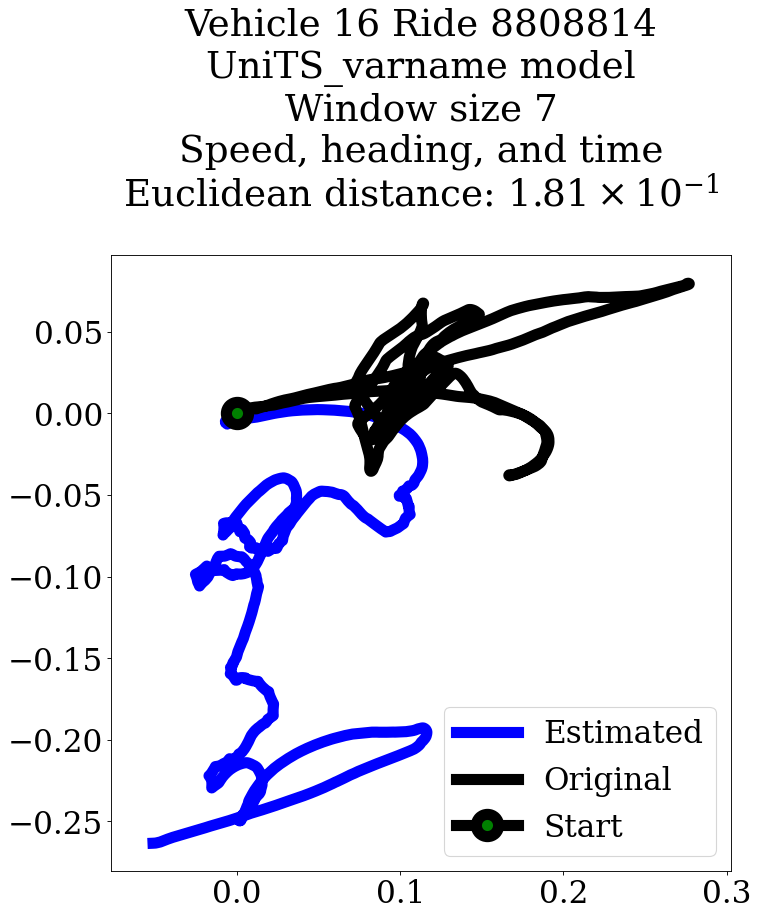 Vehicle 16 Ride 8808814
UniTS_varname model
Window size 7
Speed, heading, and time
Euclidean distance: 1.81 × 10⁻¹
0.05
0.00
−0.05
−0.10
−0.15
−0.20
−0.25
Estimated
Original
Start
0.0 0.1 0.2 0.3